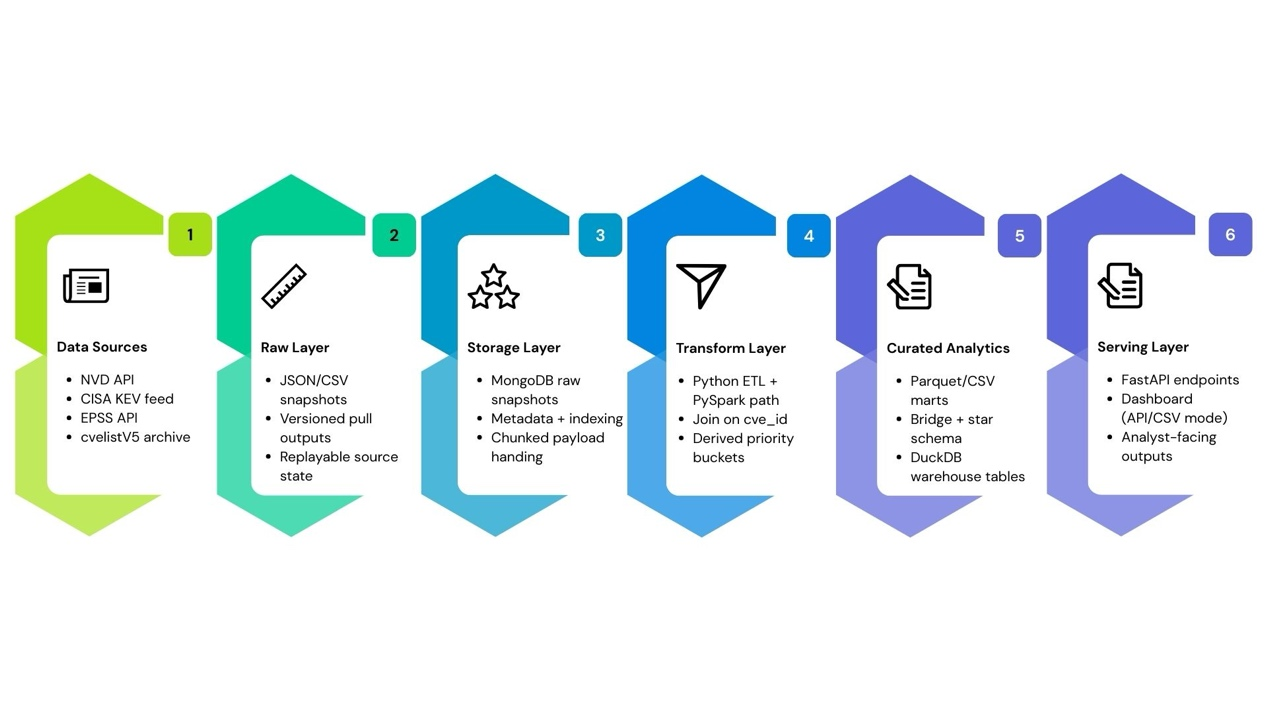 1
Data Sources
NVD API
CISA KEV feed
EPSS API
cvelistV5 archive
2
Raw Layer
JSON/CSV
snapshots
Versioned pull
outputs
Replayable source
state
3
Storage Layer
MongoDB raw
snapshots
Metadata + indexing
Chunked payload
handing
4
Transform Layer
Python ETL +
PySpark path
Join on cve_id
Derived priority
buckets
5
Curated Analytics
Parquet/CSV
marts
Bridge + star
schema
DuckDB
warehouse tables
6
Serving Layer
FastAPI endpoints
Dashboard
(API/CSV mode)
Analyst-facing
outputs